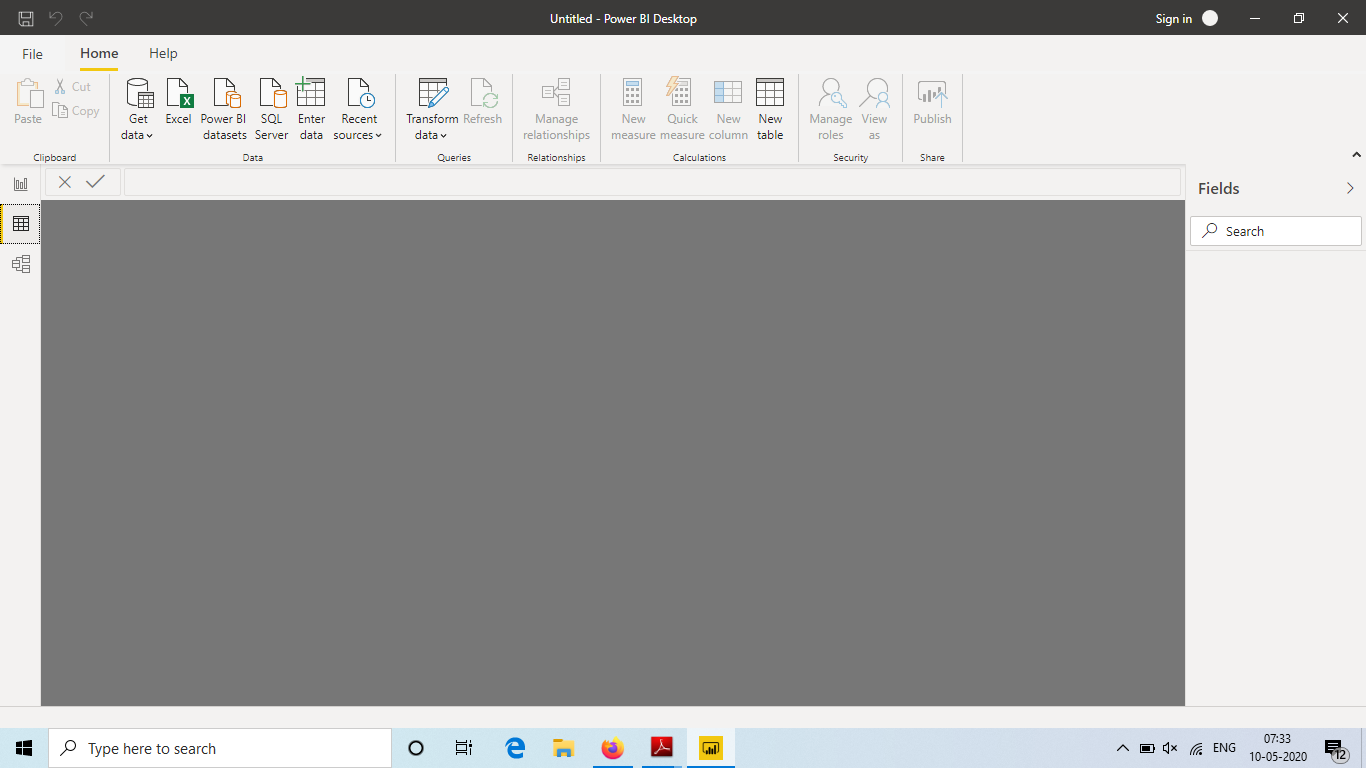 Untitled - Power BI Desktop
Sign in
File Home Help
Paste
Cut
Copy
Clipboard
Get data
Excel
Power BI datasets
SQL Server
Enter data
Recent sources
Data
Transform data
Refresh
Queries
Manage relationships
Relationships
New measure
Quick measure
New column
New table
Calculations
Manage roles
View as
Security
Publish
Share
Fields
Search
Type here to search
ENG
07:33
10-05-2020
12